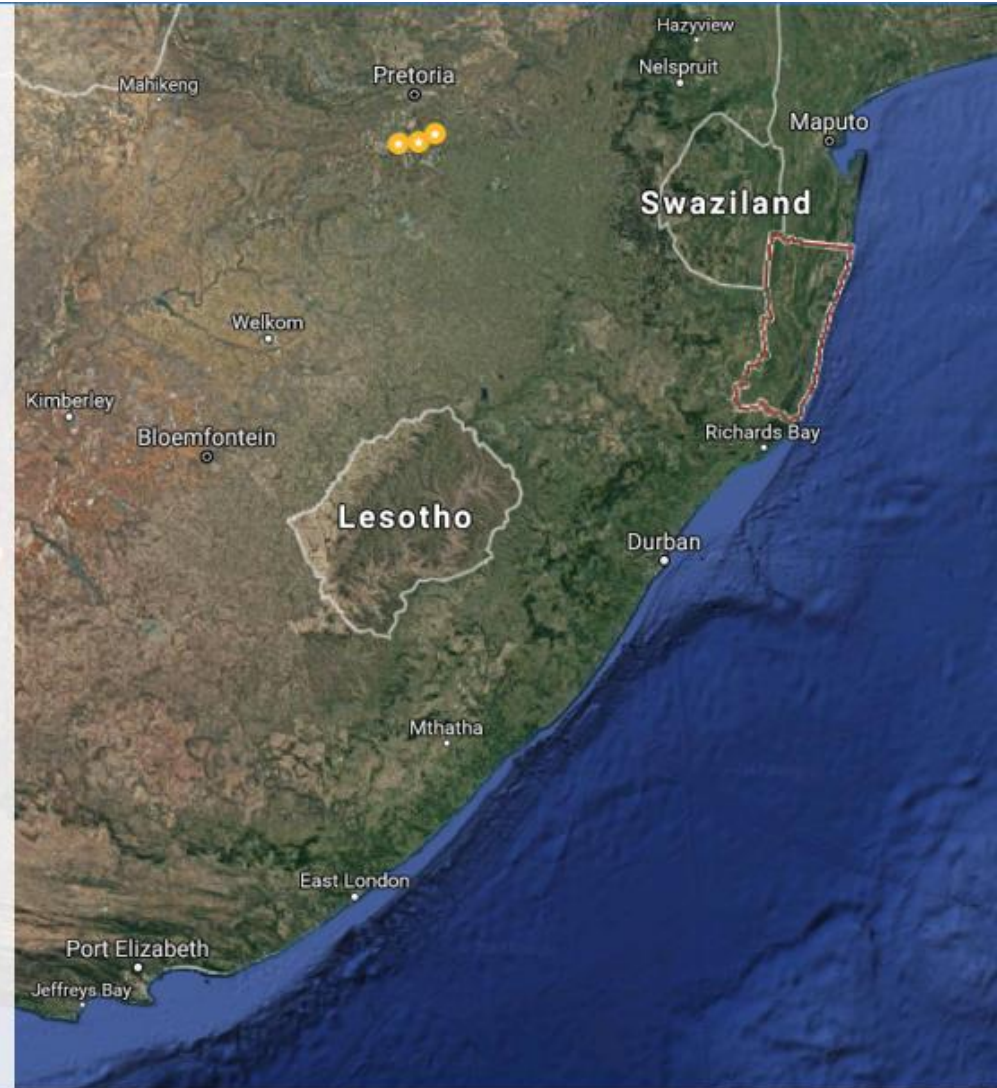 Hazyview
Nelspruit
Mahikeng
Pretoria
Maputo
Swaziland
Welkom
Kimberley
Bloemfontein
Richards Bay
Lesotho
Durban
Mthatha
East London
Port Elizabeth
Jeffreys Bay